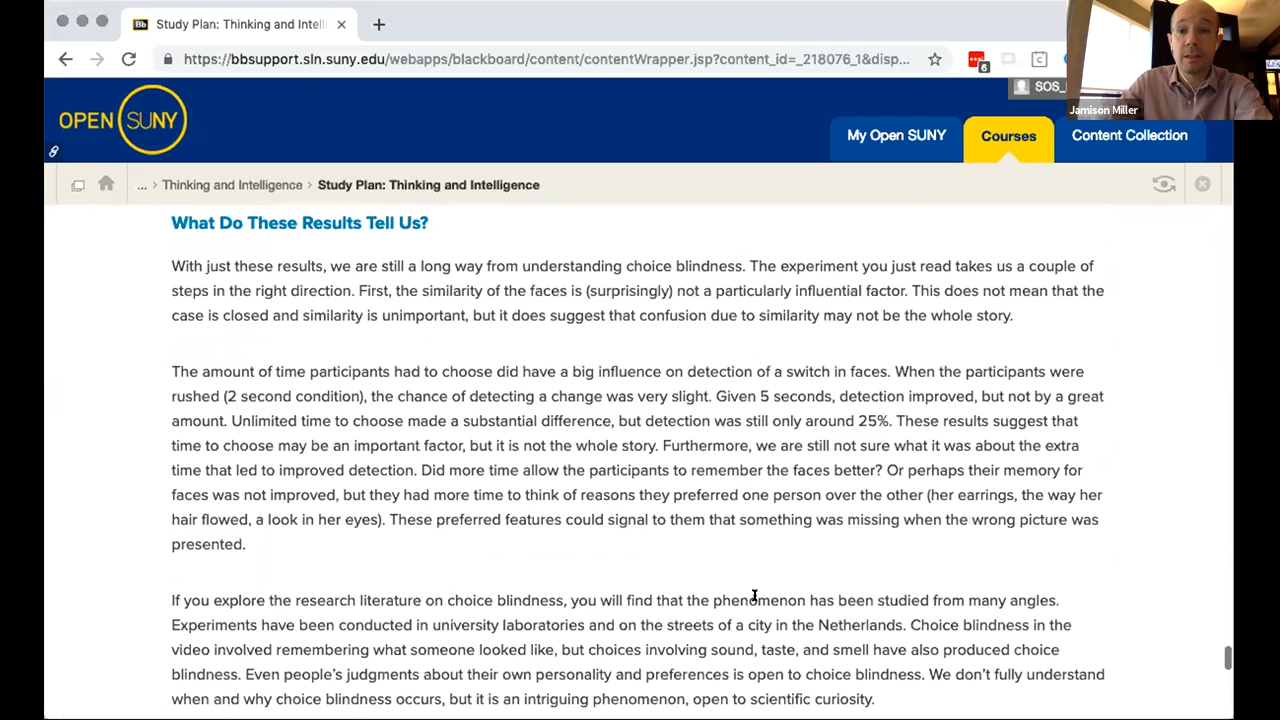 Bb Study Plan: Thinking and Intelli
https://bbsupport.sln.suny.edu/webapps/blackboard/content/contentWrapper.jsp?content_id=_218076_1&disp...
6
C
OPEN SUNY
SOS_
Jamison Miller
My Open SUNY
Courses
Content Collection
... > Thinking and Intelligence > Study Plan: Thinking and Intelligence
What Do These Results Tell Us?
With just these results, we are still a long way from understanding choice blindness. The experiment you just read takes us a couple of
steps in the right direction. First, the similarity of the faces is (surprisingly) not a particularly influential factor. This does not mean that the
case is closed and similarity is unimportant, but it does suggest that confusion due to similarity may not be the whole story.
The amount of time participants had to choose did have a big influence on detection of a switch in faces. When the participants were
rushed (2 second condition), the chance of detecting a change was very slight. Given 5 seconds, detection improved, but not by a great
amount. Unlimited time to choose made a substantial difference, but detection was still only around 25%. These results suggest that
time to choose may be an important factor, but it is not the whole story. Furthermore, we are still not sure what it was about the extra
time that led to improved detection. Did more time allow the participants to remember the faces better? Or perhaps their memory for
faces was not improved, but they had more time to think of reasons they preferred one person over the other (her earrings, the way her
hair flowed, a look in her eyes). These preferred features could signal to them that something was missing when the wrong picture was
presented.
If you explore the research literature on choice blindness, you will find that the phenomenon has been studied from many angles.
Experiments have been conducted in university laboratories and on the streets of a city in the Netherlands. Choice blindness in the
video involved remembering what someone looked like, but choices involving sound, taste, and smell have also produced choice
blindness. Even people's judgments about their own personality and preferences is open to choice blindness. We don't fully understand
when and why choice blindness occurs, but it is an intriguing phenomenon, open to scientific curiosity.